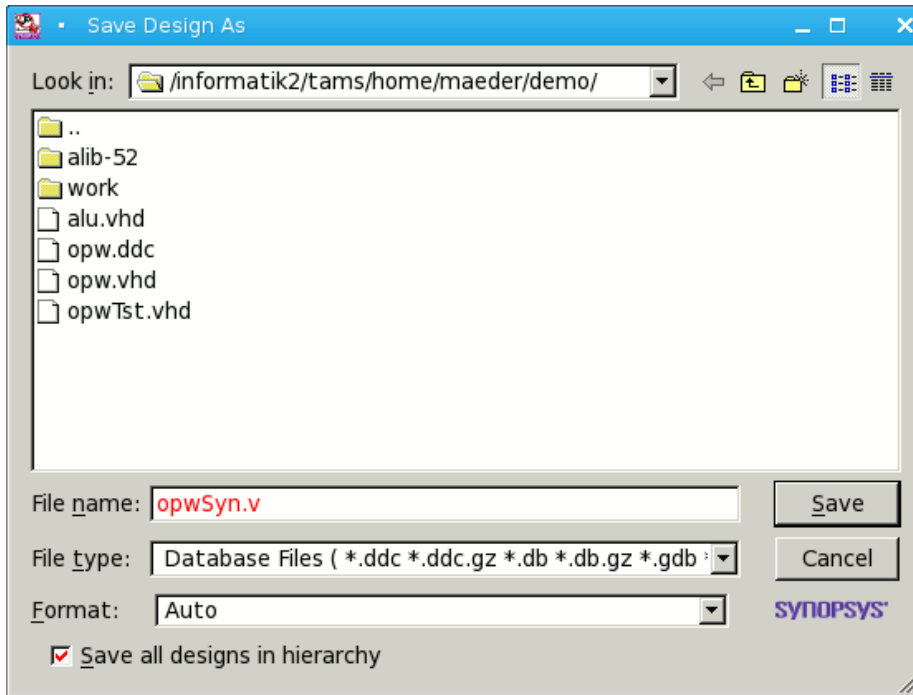 Save Design As
Look in: /informatik2/tams/home/maeder/demo/
..
alib-52
work
alu.vhd
opw.ddc
opw.vhd
opwTst.vhd
File name: opwSyn.v Save
File type: Database Files ( *.ddc *.ddc.gz *.db *.db.gz *.gdb * Cancel
Format: Auto SYNOPSYS
Save all designs in hierarchy